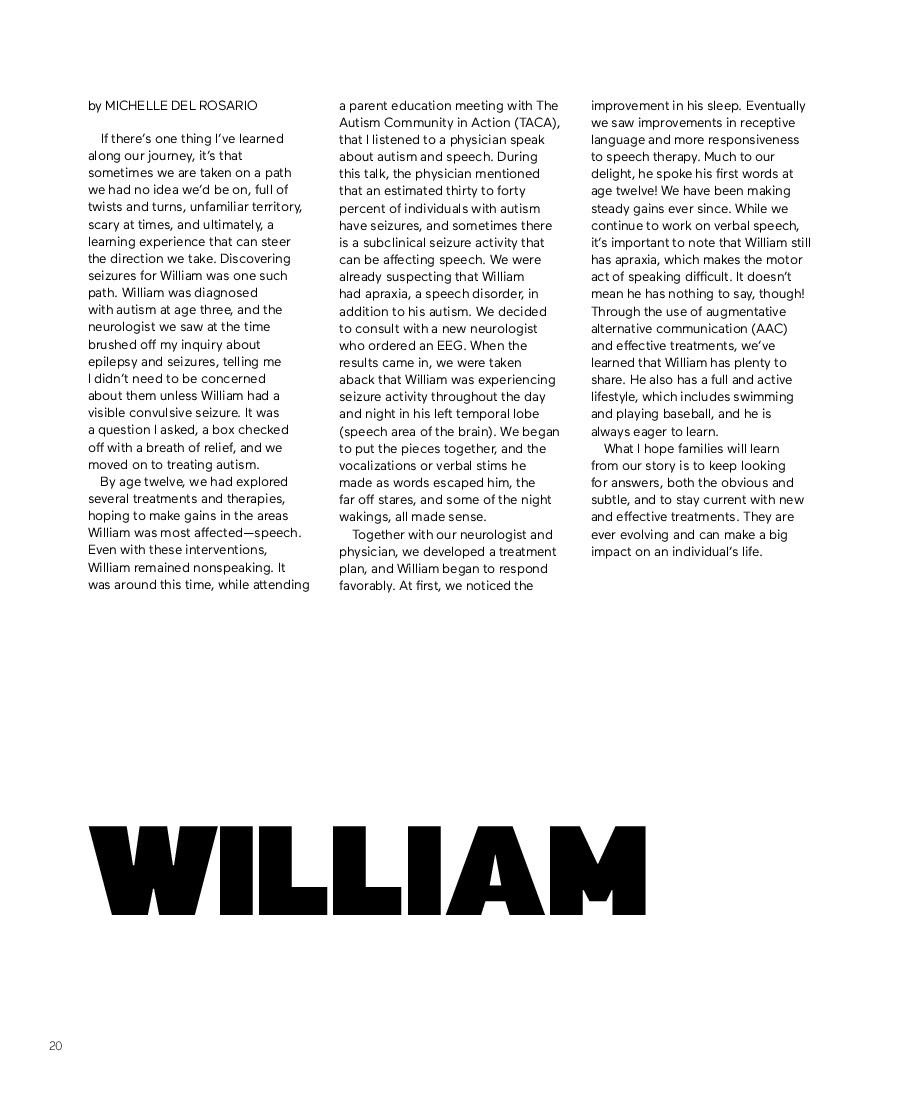 by MICHELLE DEL ROSARIO
If there’s one thing I’ve learned
along our journey, it’s that
sometimes we are taken on a path
we had no idea we’d be on, full of
twists and turns, unfamiliar territory,
scary at times, and ultimately, a
learning experience that can steer
the direction we take. Discovering
seizures for William was one such
path. William was diagnosed
with autism at age three, and the
neurologist we saw at the time
brushed off my inquiry about
epilepsy and seizures, telling me
I didn’t need to be concerned
about them unless William had a
visible convulsive seizure. It was
a question I asked, a box checked
off with a breath of relief, and we
moved on to treating autism.
By age twelve, we had explored
several treatments and therapies,
hoping to make gains in the areas
William was most affected—speech.
Even with these interventions,
William remained nonspeaking. It
was around this time, while attending
a parent education meeting with The
Autism Community in Action (TACA),
that I listened to a physician speak
about autism and speech. During
this talk, the physician mentioned
that an estimated thirty to forty
percent of individuals with autism
have seizures, and sometimes there
is a subclinical seizure activity that
can be affecting speech. We were
already suspecting that William
had apraxia, a speech disorder, in
addition to his autism. We decided
to consult with a new neurologist
who ordered an EEG. When the
results came in, we were taken
aback that William was experiencing
seizure activity throughout the day
and night in his left temporal lobe
(speech area of the brain). We began
to put the pieces together, and the
vocalizations or verbal stims he
made as words escaped him, the
far off stares, and some of the night
wakings, all made sense.
Together with our neurologist and
physician, we developed a treatment
plan, and William began to respond
favorably. At first, we noticed the
improvement in his sleep. Eventually
we saw improvements in receptive
language and more responsiveness
to speech therapy. Much to our
delight, he spoke his first words at
age twelve! We have been making
steady gains ever since. While we
continue to work on verbal speech,
it’s important to note that William still
has apraxia, which makes the motor
act of speaking difficult. It doesn’t
mean he has nothing to say, though!
Through the use of augmentative
alternative communication (AAC)
and effective treatments, we’ve
learned that William has plenty to
share. He also has a full and active
lifestyle, which includes swimming
and playing baseball, and he is
always eager to learn.
What I hope families will learn
from our story is to keep looking
for answers, both the obvious and
subtle, and to stay current with new
and effective treatments. They are
ever evolving and can make a big
impact on an individual’s life.
WILLIAM
20